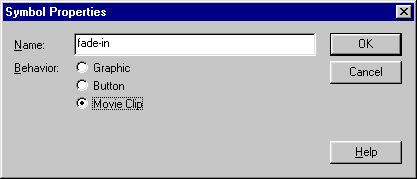 Symbol Properties
Name: fade-in
OK
Behavior: Graphic
Cancel
Button
Movie Clip
Help